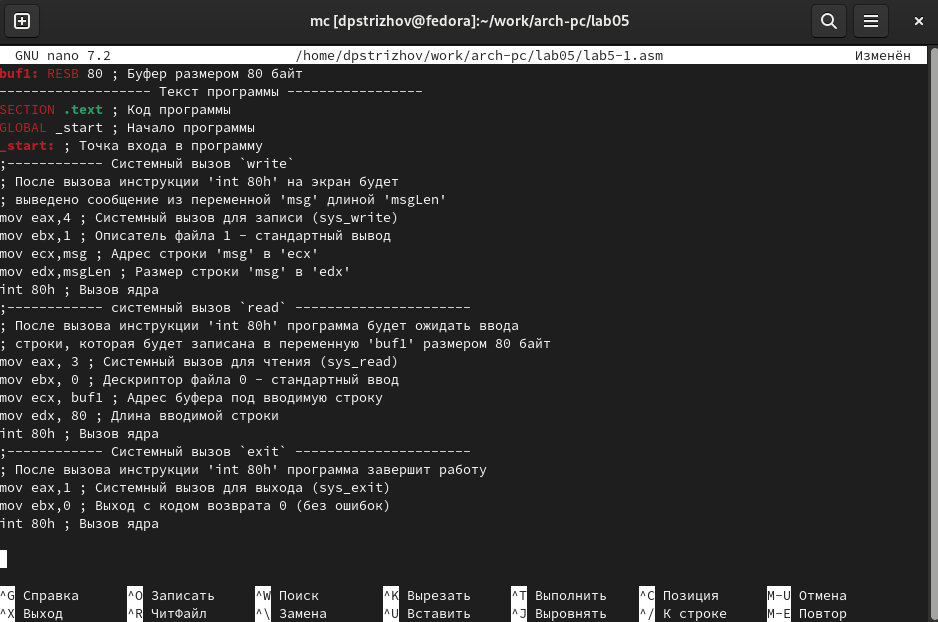 mc [dpstrizhov@fedora]:~/work/arch-pc/lab05
GNU nano 7.2 /home/dpstrizhov/work/arch-pc/lab05/lab5-1.asm Изменён
buf1: RESB 80 ; Буфер размером 80 байт
------------------- Текст программы -----------------
SECTION .text ; Код программы
GLOBAL _start ; Начало программы
_start: ; Точка входа в программу
;------------ Системный вызов `write`
; После вызова инструкции 'int 80h' на экран будет
; выведено сообщение из переменной 'msg' длиной 'msgLen'
mov eax,4 ; Системный вызов для записи (sys_write)
mov ebx,1 ; Описатель файла 1 - стандартный вывод
mov ecx,msg ; Адрес строки 'msg' в 'ecx'
mov edx,msgLen ; Размер строки 'msg' в 'edx'
int 80h ; Вызов ядра
;------------ системный вызов `read` ----------------------
; После вызова инструкции 'int 80h' программа будет ожидать ввода
; строки, которая будет записана в переменную 'buf1' размером 80 байт
mov eax, 3 ; Системный вызов для чтения (sys_read)
mov ebx, 0 ; Дескриптор файла 0 - стандартный ввод
mov ecx, buf1 ; Адрес буфера под вводимую строку
mov edx, 80 ; Длина вводимой строки
int 80h ; Вызов ядра
;------------ Системный вызов `exit` ----------------------
; После вызова инструкции 'int 80h' программа завершит работу
mov eax,1 ; Системный вызов для выхода (sys_exit)
mov ebx,0 ; Выход с кодом возврата 0 (без ошибок)
int 80h ; Вызов ядра
^G Справка ^O Записать ^W Поиск ^K Вырезать ^T Выполнить ^C Позиция M-U Отмена
^X Выход ^R ЧитФайл ^\ Замена ^U Вставить ^J Выровнять ^/ К строке M-E Повтор